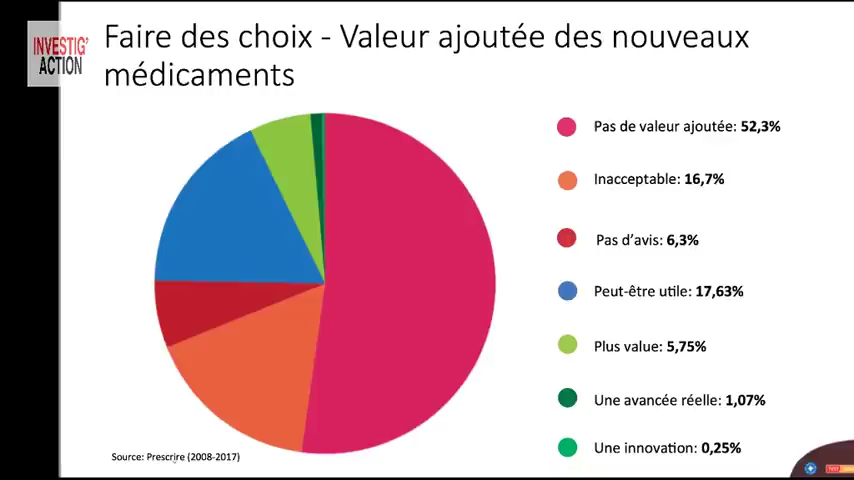 INVESTIG'
ACTION
Faire des choix - Valeur ajoutée des nouveaux
médicaments
Pas de valeur ajoutée: 52,3%
Inacceptable: 16,7%
Pas d'avis: 6,3%
Peut-être utile: 17,63%
Plus value: 5,75%
Une avancée réelle: 1,07%
Une innovation: 0,25%
Source: Prescrire (2008-2017)